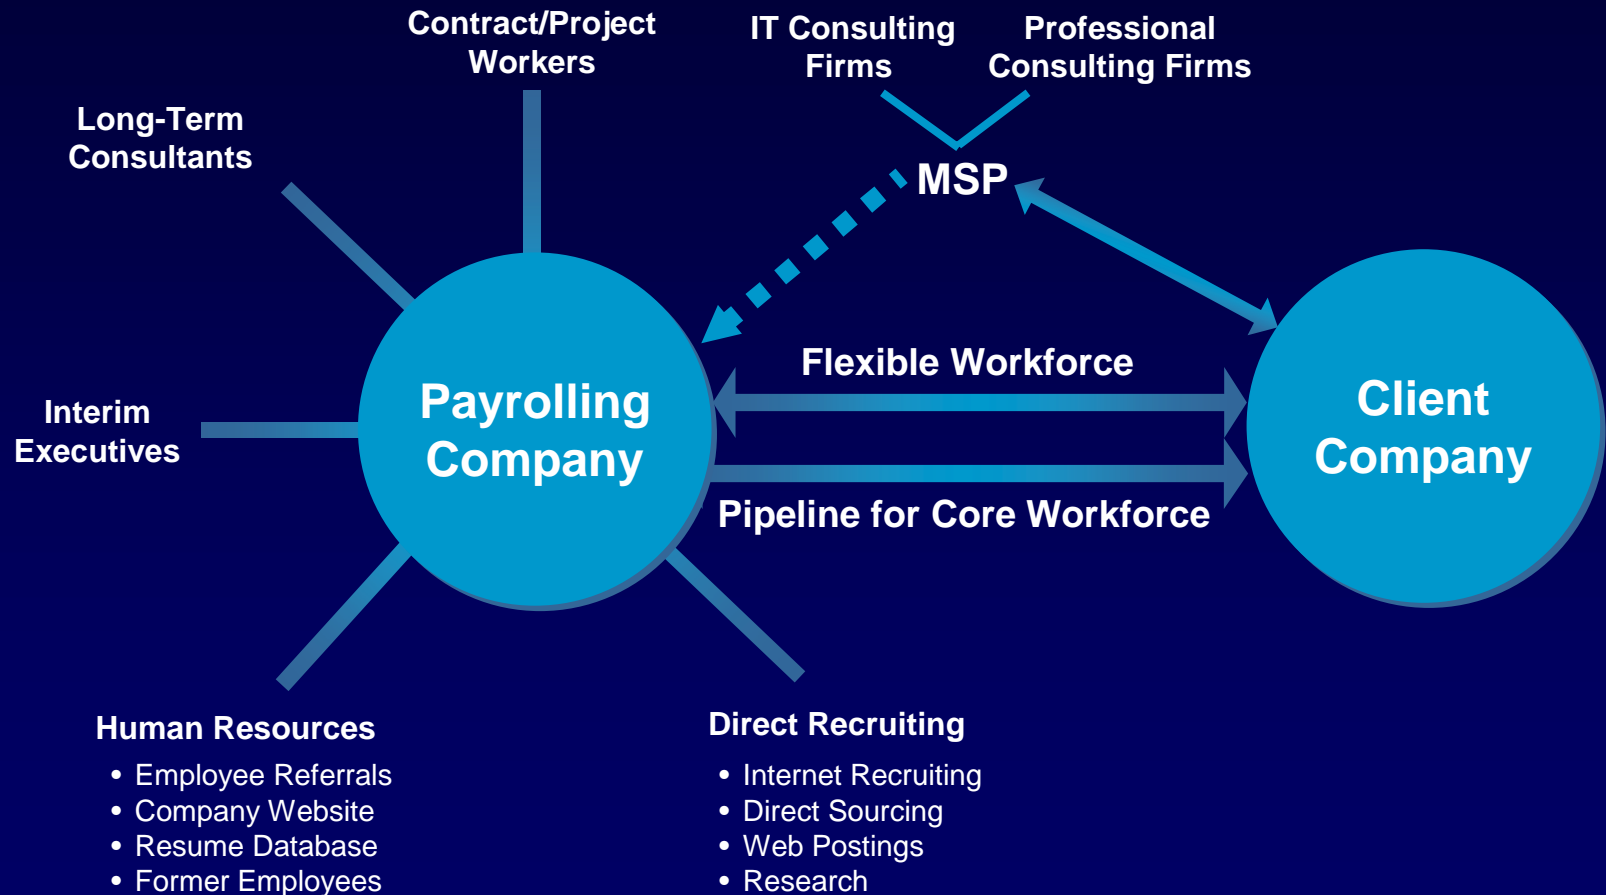 Contract/Project
Workers
IT Consulting
Firms
Professional
Consulting Firms
Long-Term
Consultants
MSP
Flexible Workforce
Payrolling
Company
Client
Company
Interim
Executives
Pipeline for Core Workforce
Human Resources
• Employee Referrals
• Company Website
• Resume Database
• Former Employees
Direct Recruiting
• Internet Recruiting
• Direct Sourcing
• Web Postings
• Research